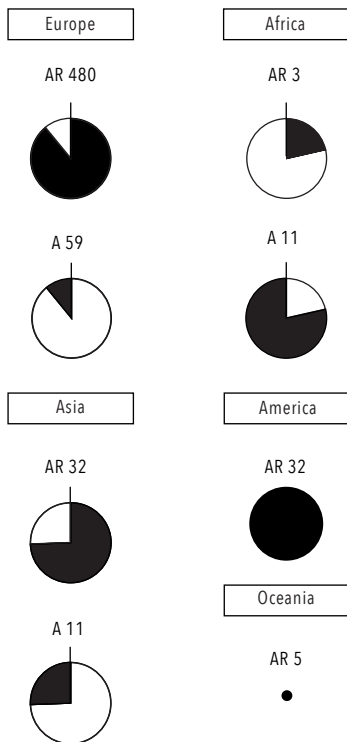 Europe
AR 480
A 59
Africa
AR 3
A 11
Asia
AR 32
A 11
America
AR 32
Oceania
AR 5